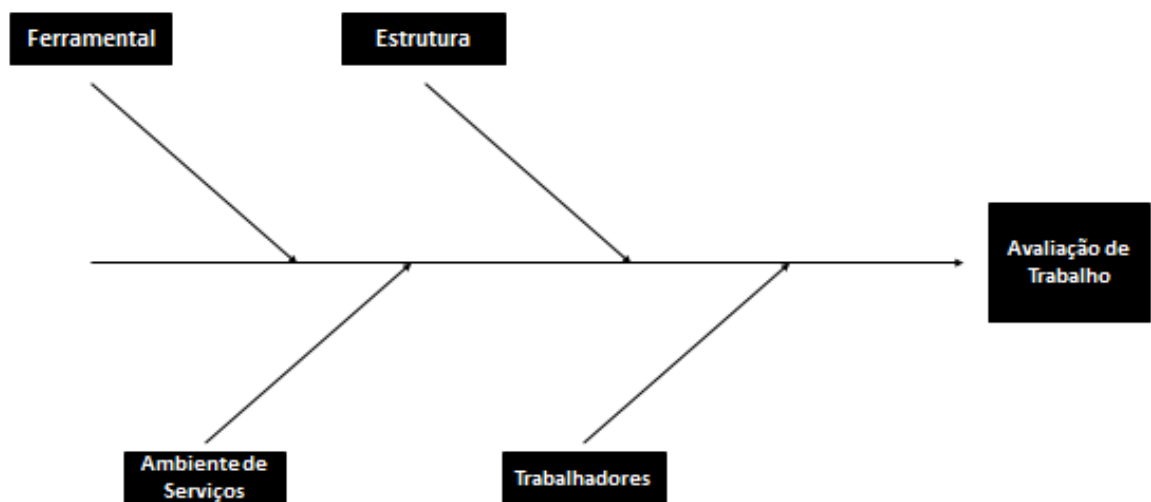 Ferramental
Estrutura
Avaliação de
Trabalho
Ambiente de
Serviços
Trabalhadores